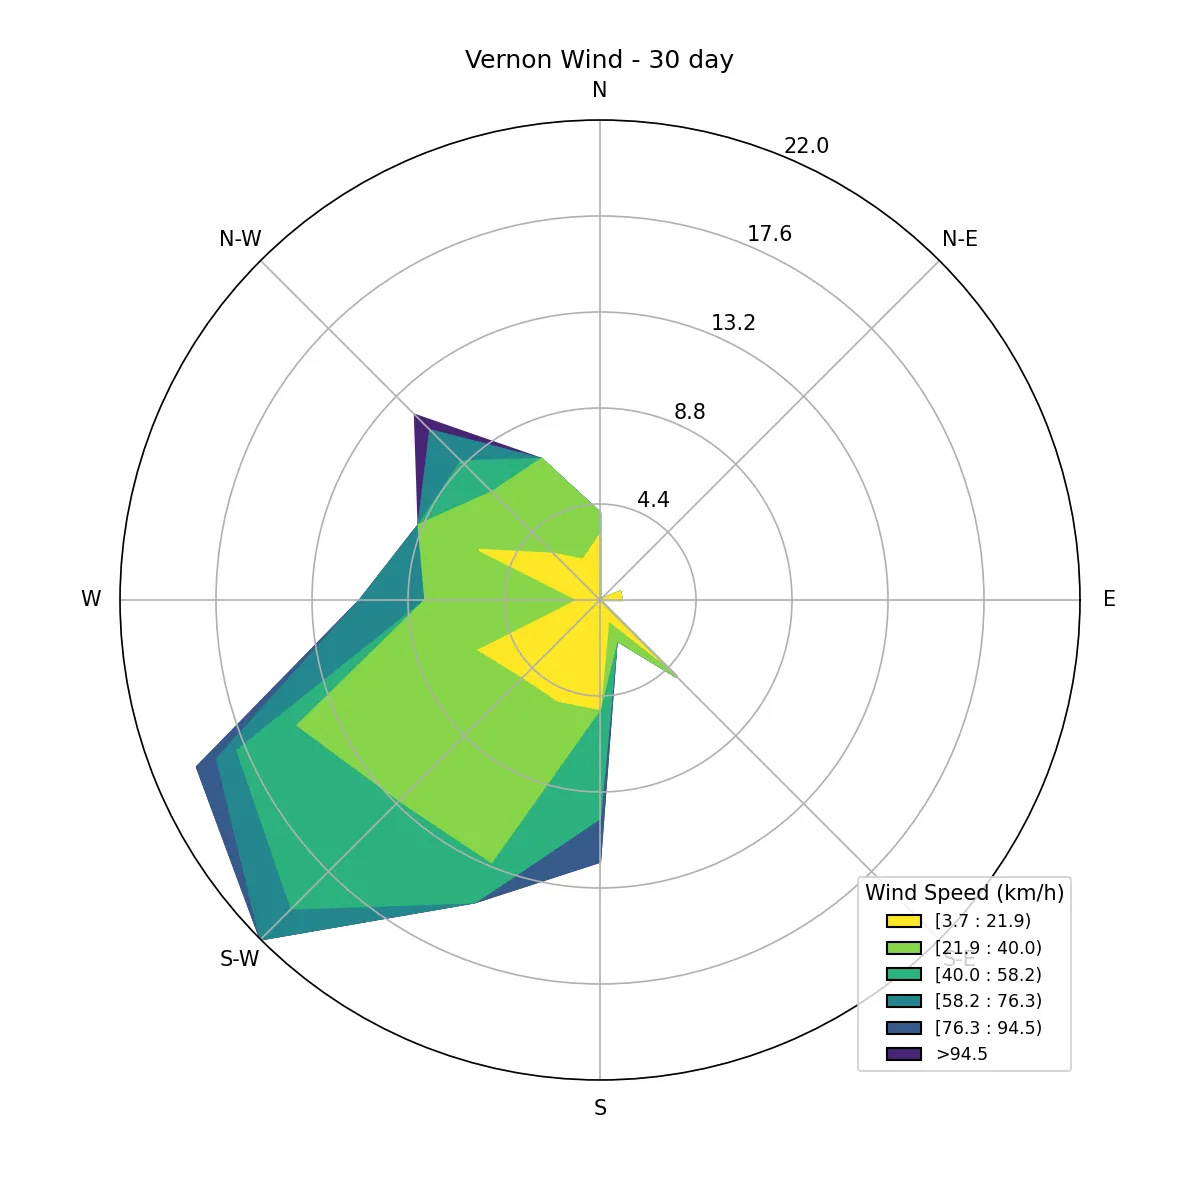 Vernon Wind - 30 day
N
22.0
N-W
17.6
N-E
13.2
8.8
4.4
W
E
S-W
S-E
S
Wind Speed (km/h)
[3.7 : 21.9)
[21.9 : 40.0)
[40.0 : 58.2)
[58.2 : 76.3)
[76.3 : 94.5)
>94.5